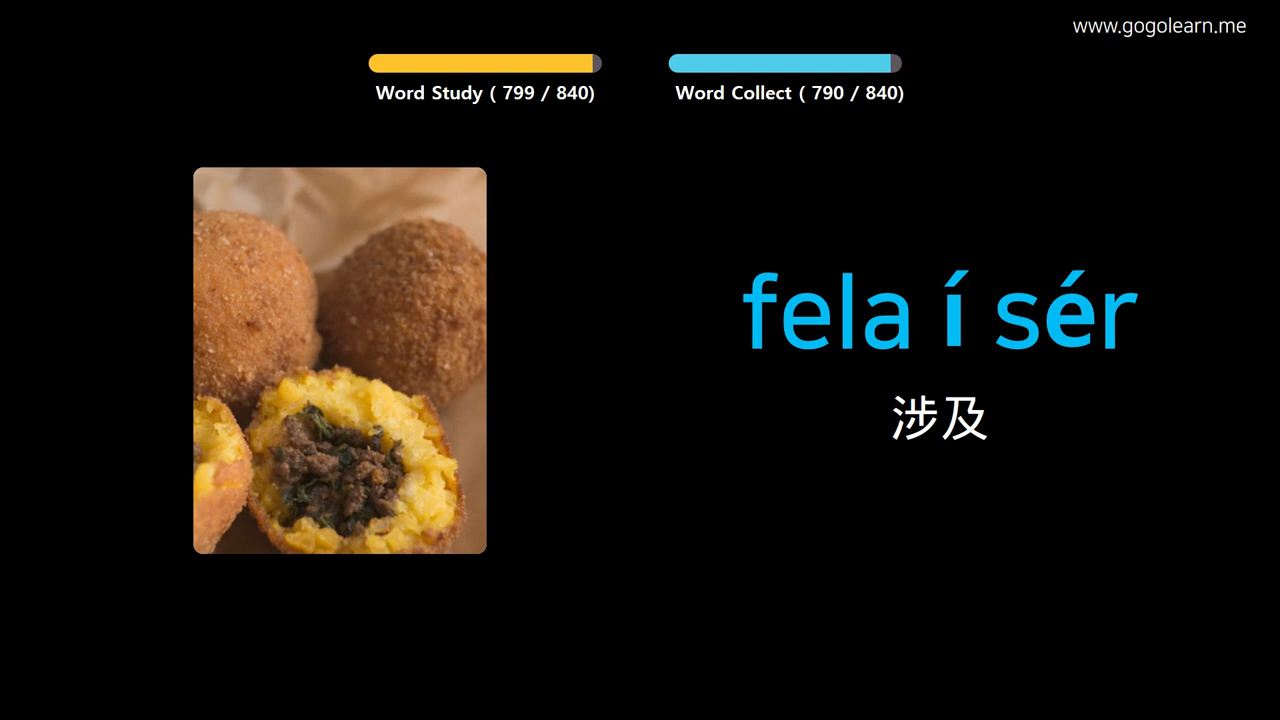 www.gogolearn.me
Word Study ( 799 / 840)
Word Collect ( 790 / 840)
fela í sér
涉及